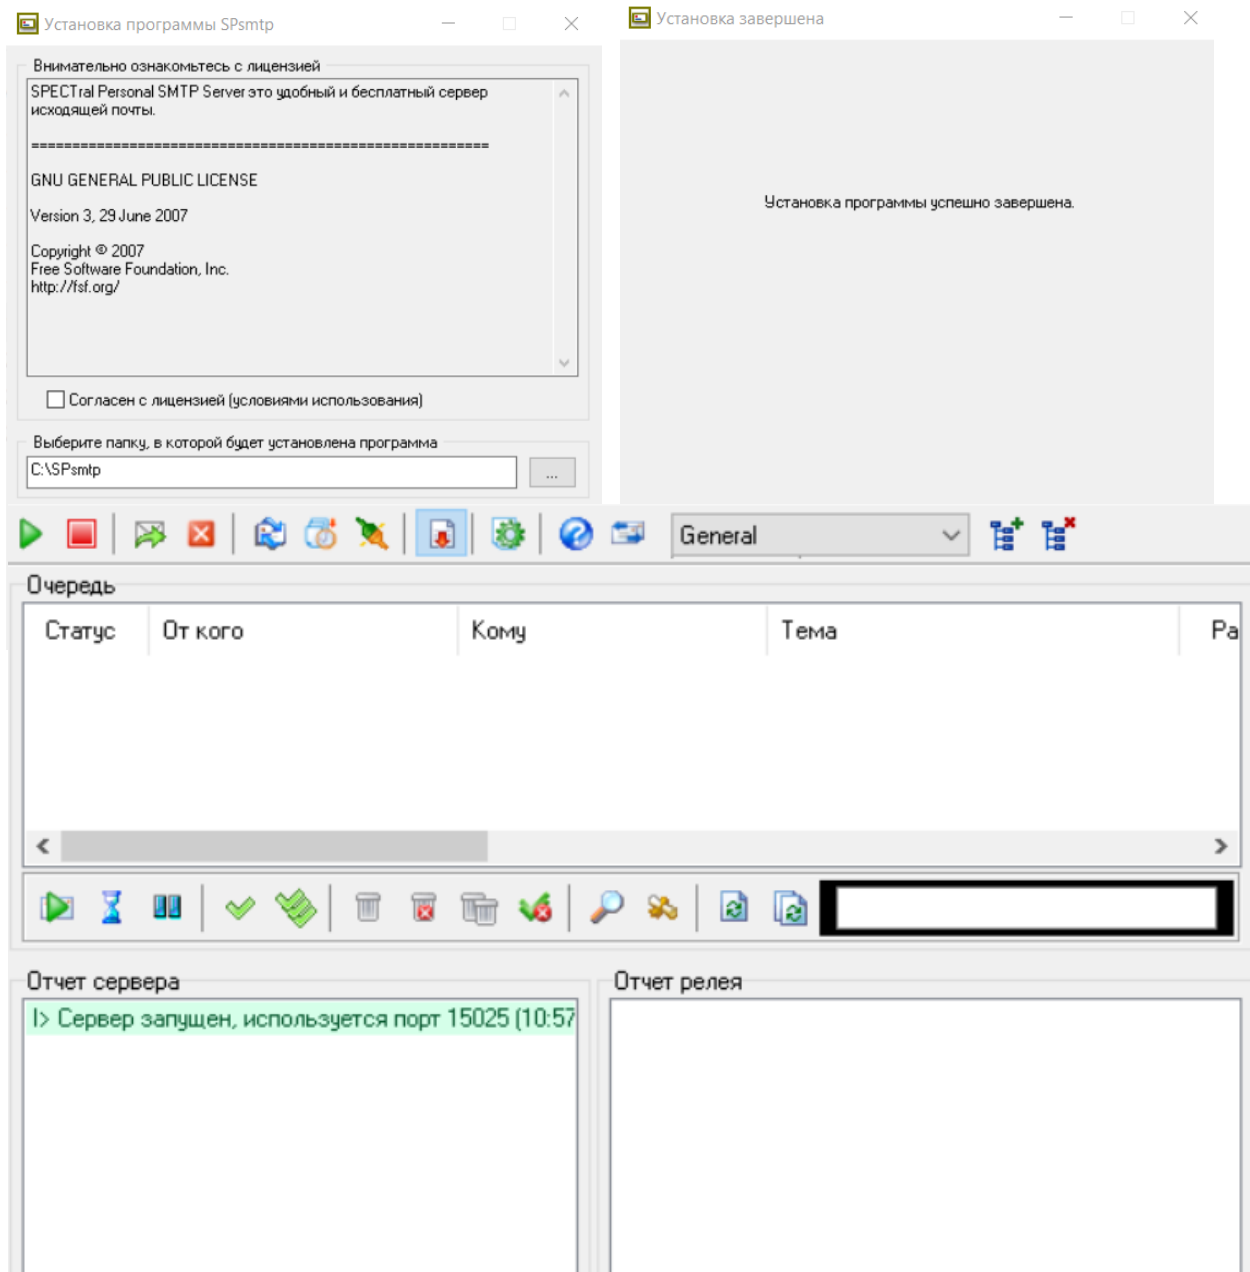 Установка программы SPsmtp
Внимательно ознакомьтесь с лицензией
SPECTral Personal SMTP Server это удобный и бесплатный сервер
исходящей почты.
========================================================
GNU GENERAL PUBLIC LICENSE
Version 3, 29 June 2007
Copyright © 2007
Free Software Foundation, Inc.
http://fsf.org/
Согласен с лицензией (условиями использования)
Выберите папку, в которой будет установлена программа
C:\SPsmtp
...
Установка завершена
Установка программы успешно завершена.
General
Очередь
Статус От кого Кому Тема Ра
Отчет сервера
I> Сервер запущен, используется порт 15025 (10:57
Отчет релея